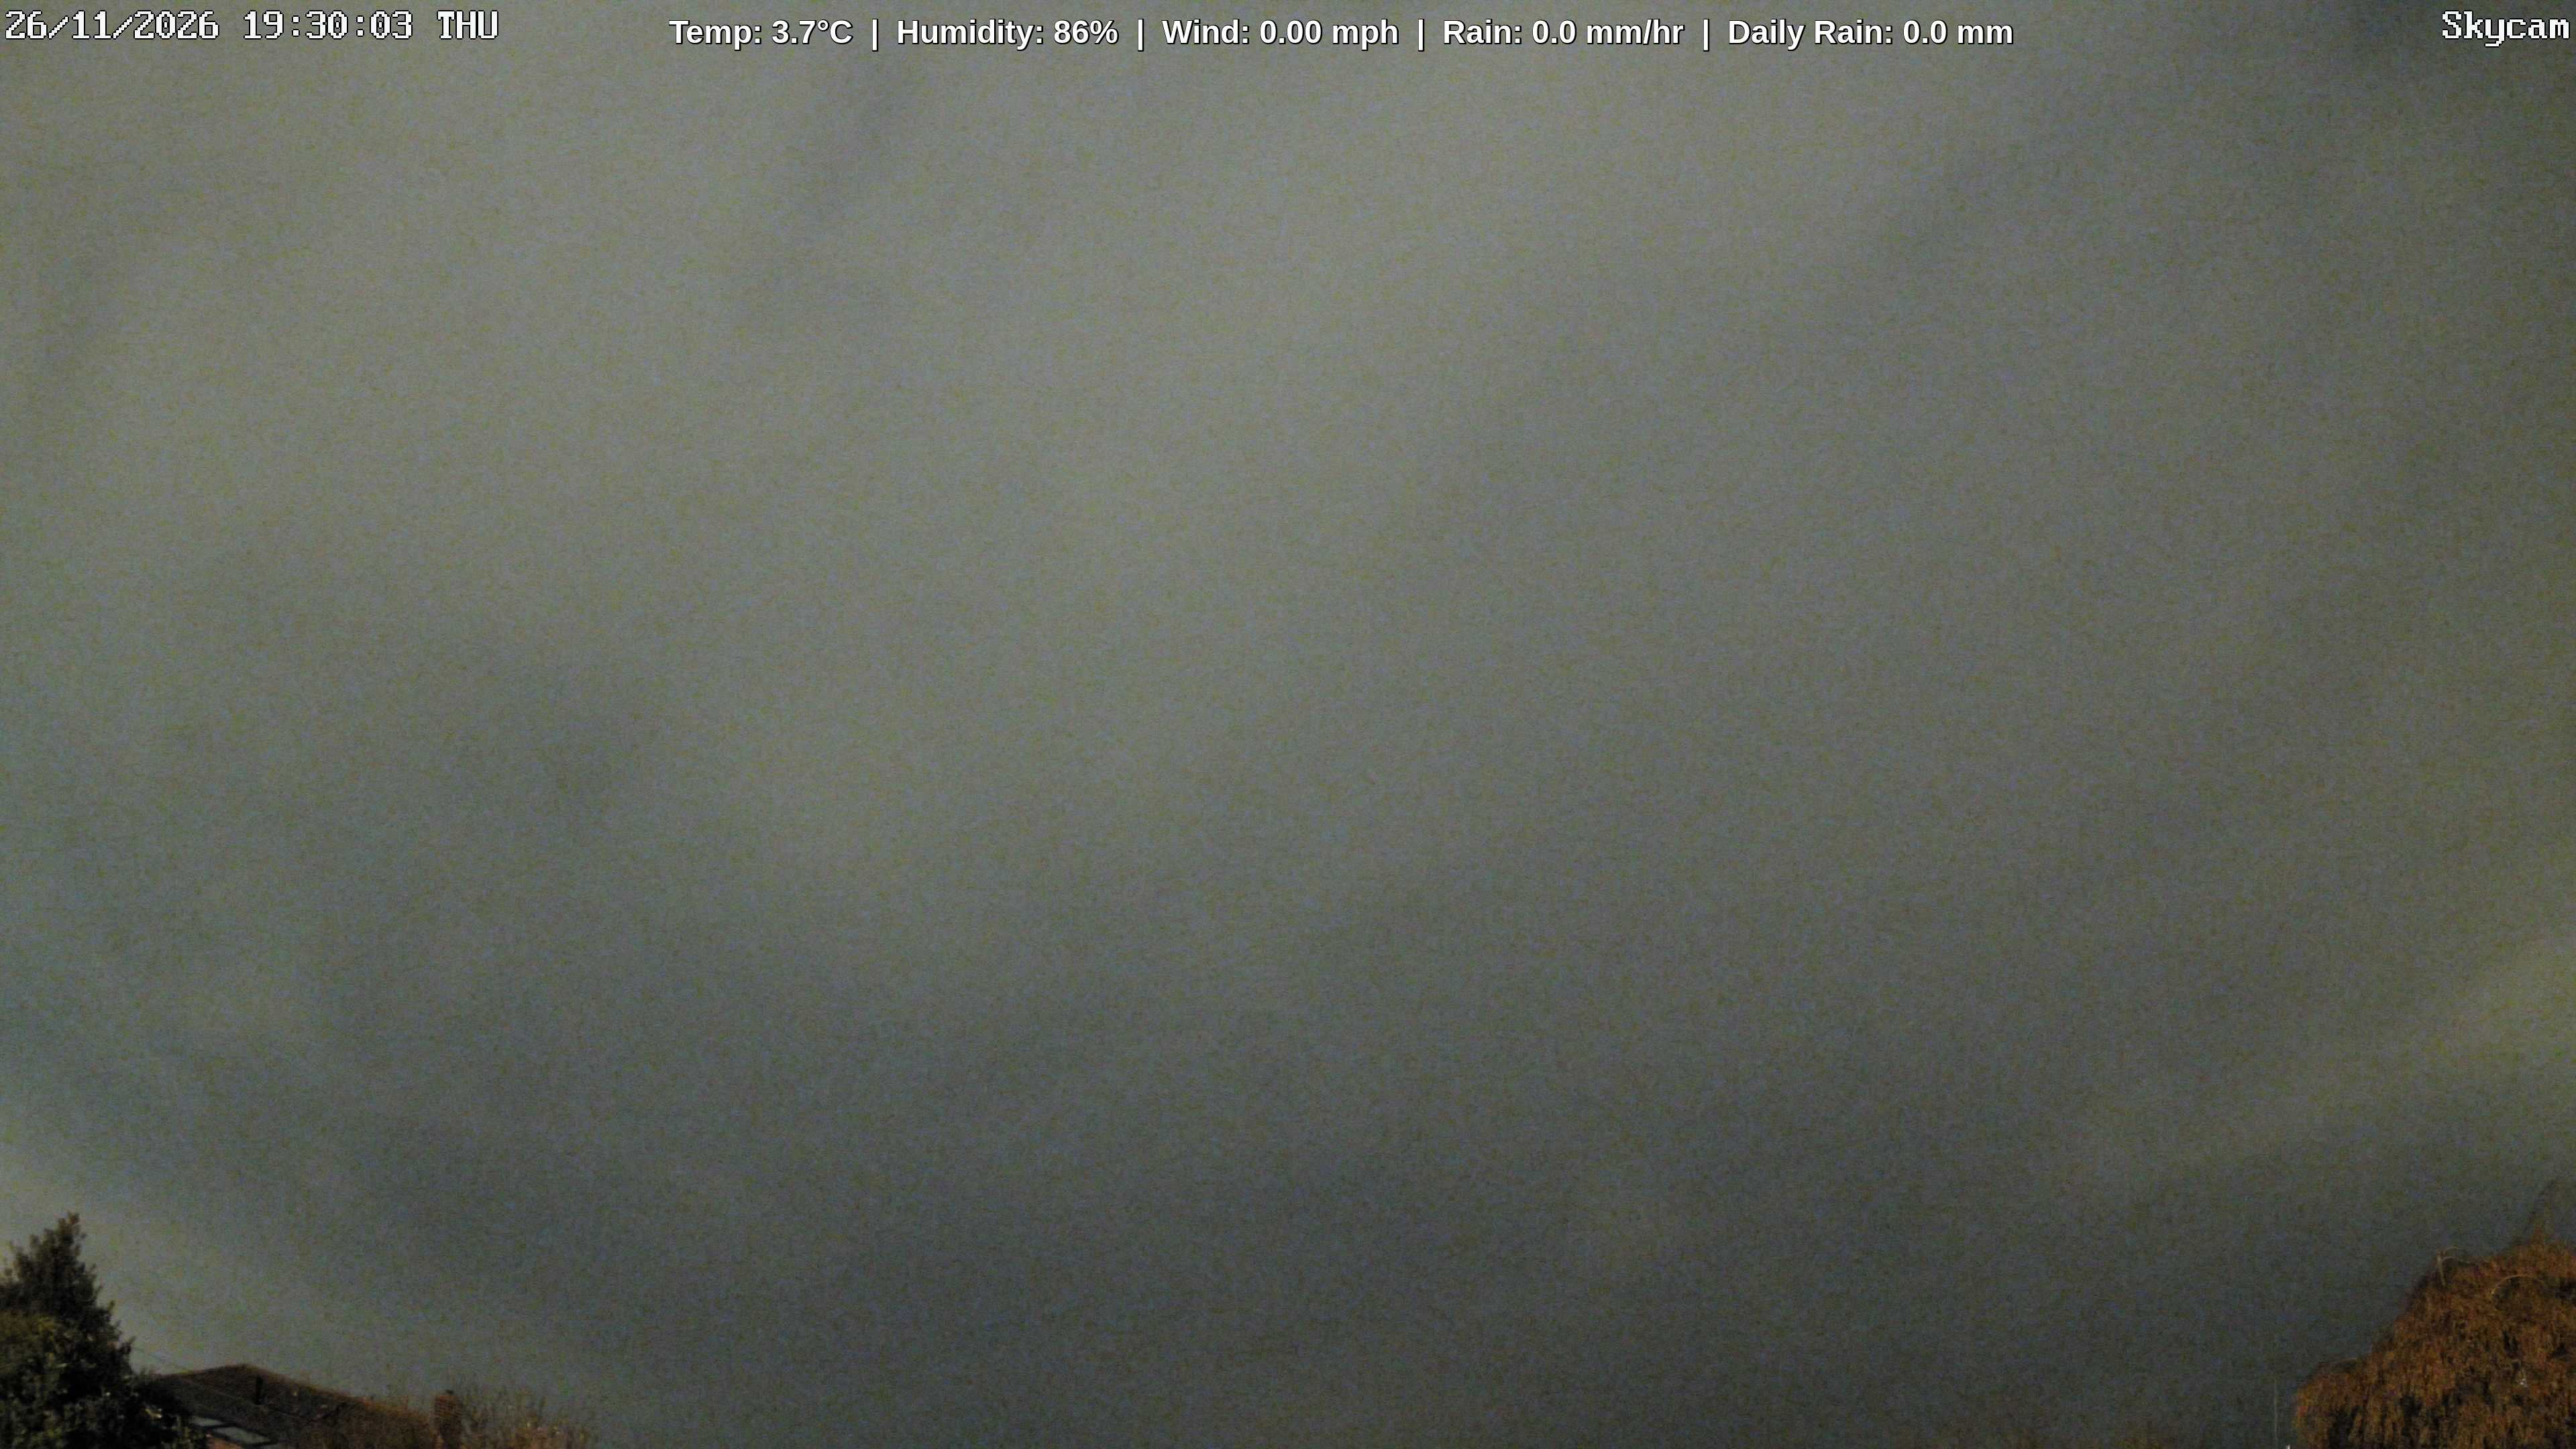 26/11/2026 19:30:03 THU
Temp: 3.7°C | Humidity: 86% | Wind: 0.00 mph | Rain: 0.0 mm/hr | Daily Rain: 0.0 mm
Skycam